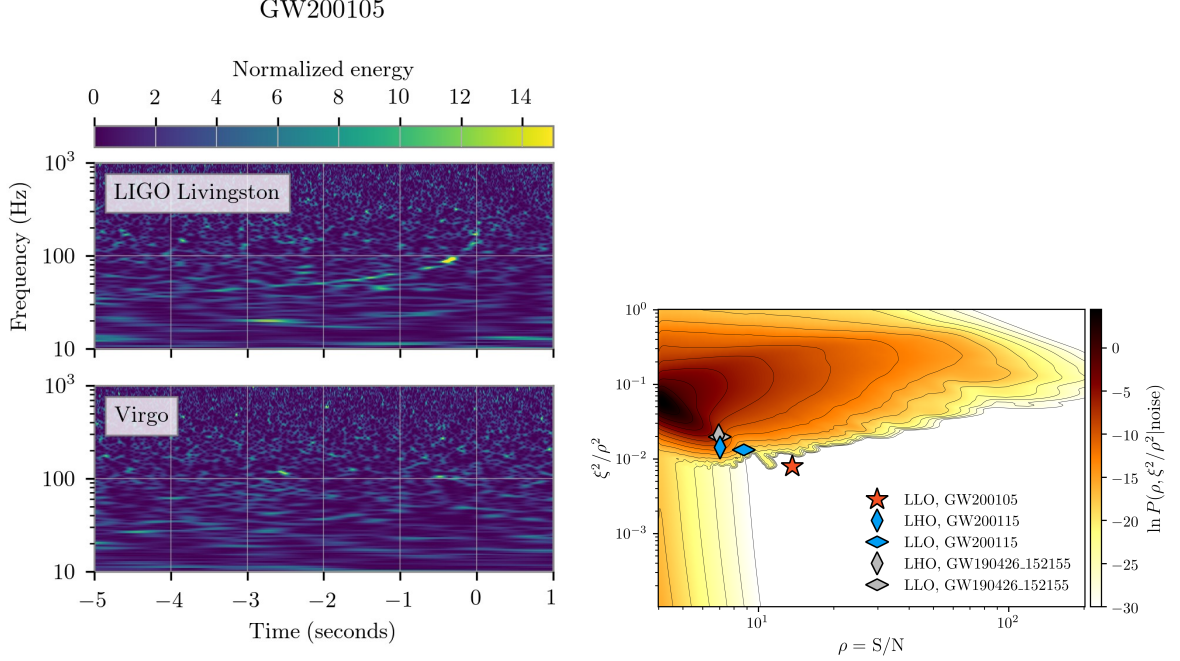 GW200105
Normalized energy
0 2 4 6 8 10 12 14
10³
LIGO Livingston
100
10
Frequency (Hz)
10³
Virgo
100
10
−5 −4 −3 −2 −1 0 1
Time (seconds)
10⁰
10⁻¹
10⁻²
10⁻³
ξ²/ρ²
LLO, GW200105
LHO, GW200115
LLO, GW200115
LHO, GW190426_152155
LLO, GW190426_152155
10¹ 10²
ρ = S/N
0
−5
−10
−15
−20
−25
−30
ln P(ρ, ξ²/ρ²|noise)